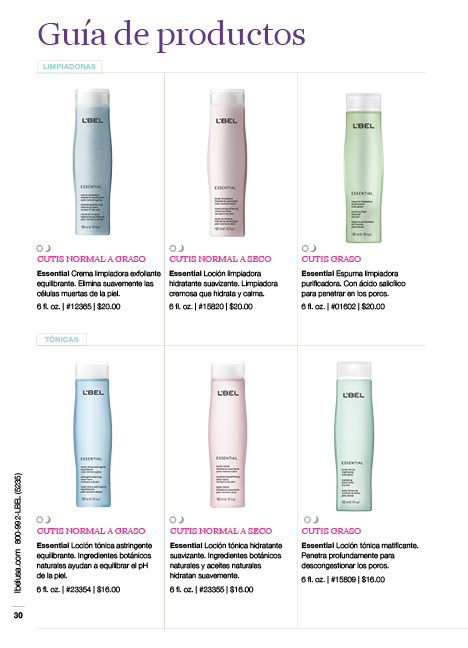 Guía de productos
LIMPIADORAS
L'BEL
ESSENTIAL
L'BEL
ESSENTIAL
L'BEL
ESSENTIAL
CUTIS NORMAL A GRASO
Essential Crema limpiadora exfoliante
equilibrante. Elimina suavemente las
células muertas de la piel.
6 fl. oz. | #12365 | $20.00
CUTIS NORMAL A SECO
Essential Loción limpiadora
hidratante suavizante. Limpiadora
cremosa que hidrata y calma.
6 fl. oz. | #15820 | $20.00
CUTIS GRASO
Essential Espuma limpiadora
purificadora. Con ácido salicílico
para penetrar en los poros.
6 fl. oz. | #01602 | $20.00
TÓNICAS
L'BEL
ESSENTIAL
L'BEL
ESSENTIAL
L'BEL
ESSENTIAL
CUTIS NORMAL A GRASO
Essential Loción tónica astringente
equilibrante. Ingredientes botánicos
naturales ayudan a equilibrar el pH
de la piel.
6 fl. oz. | #23354 | $16.00
CUTIS NORMAL A SECO
Essential Loción tónica hidratante
suavizante. Ingredientes botánicos
naturales y aceites naturales
hidratan suavemente.
6 fl. oz. | #23355 | $16.00
CUTIS GRASO
Essential Loción tónica matificante.
Penetra profundamente para
descongestionar los poros.
6 fl. oz. | #15809 | $16.00
lbelusa.com 800-992-LBEL (5235)
30